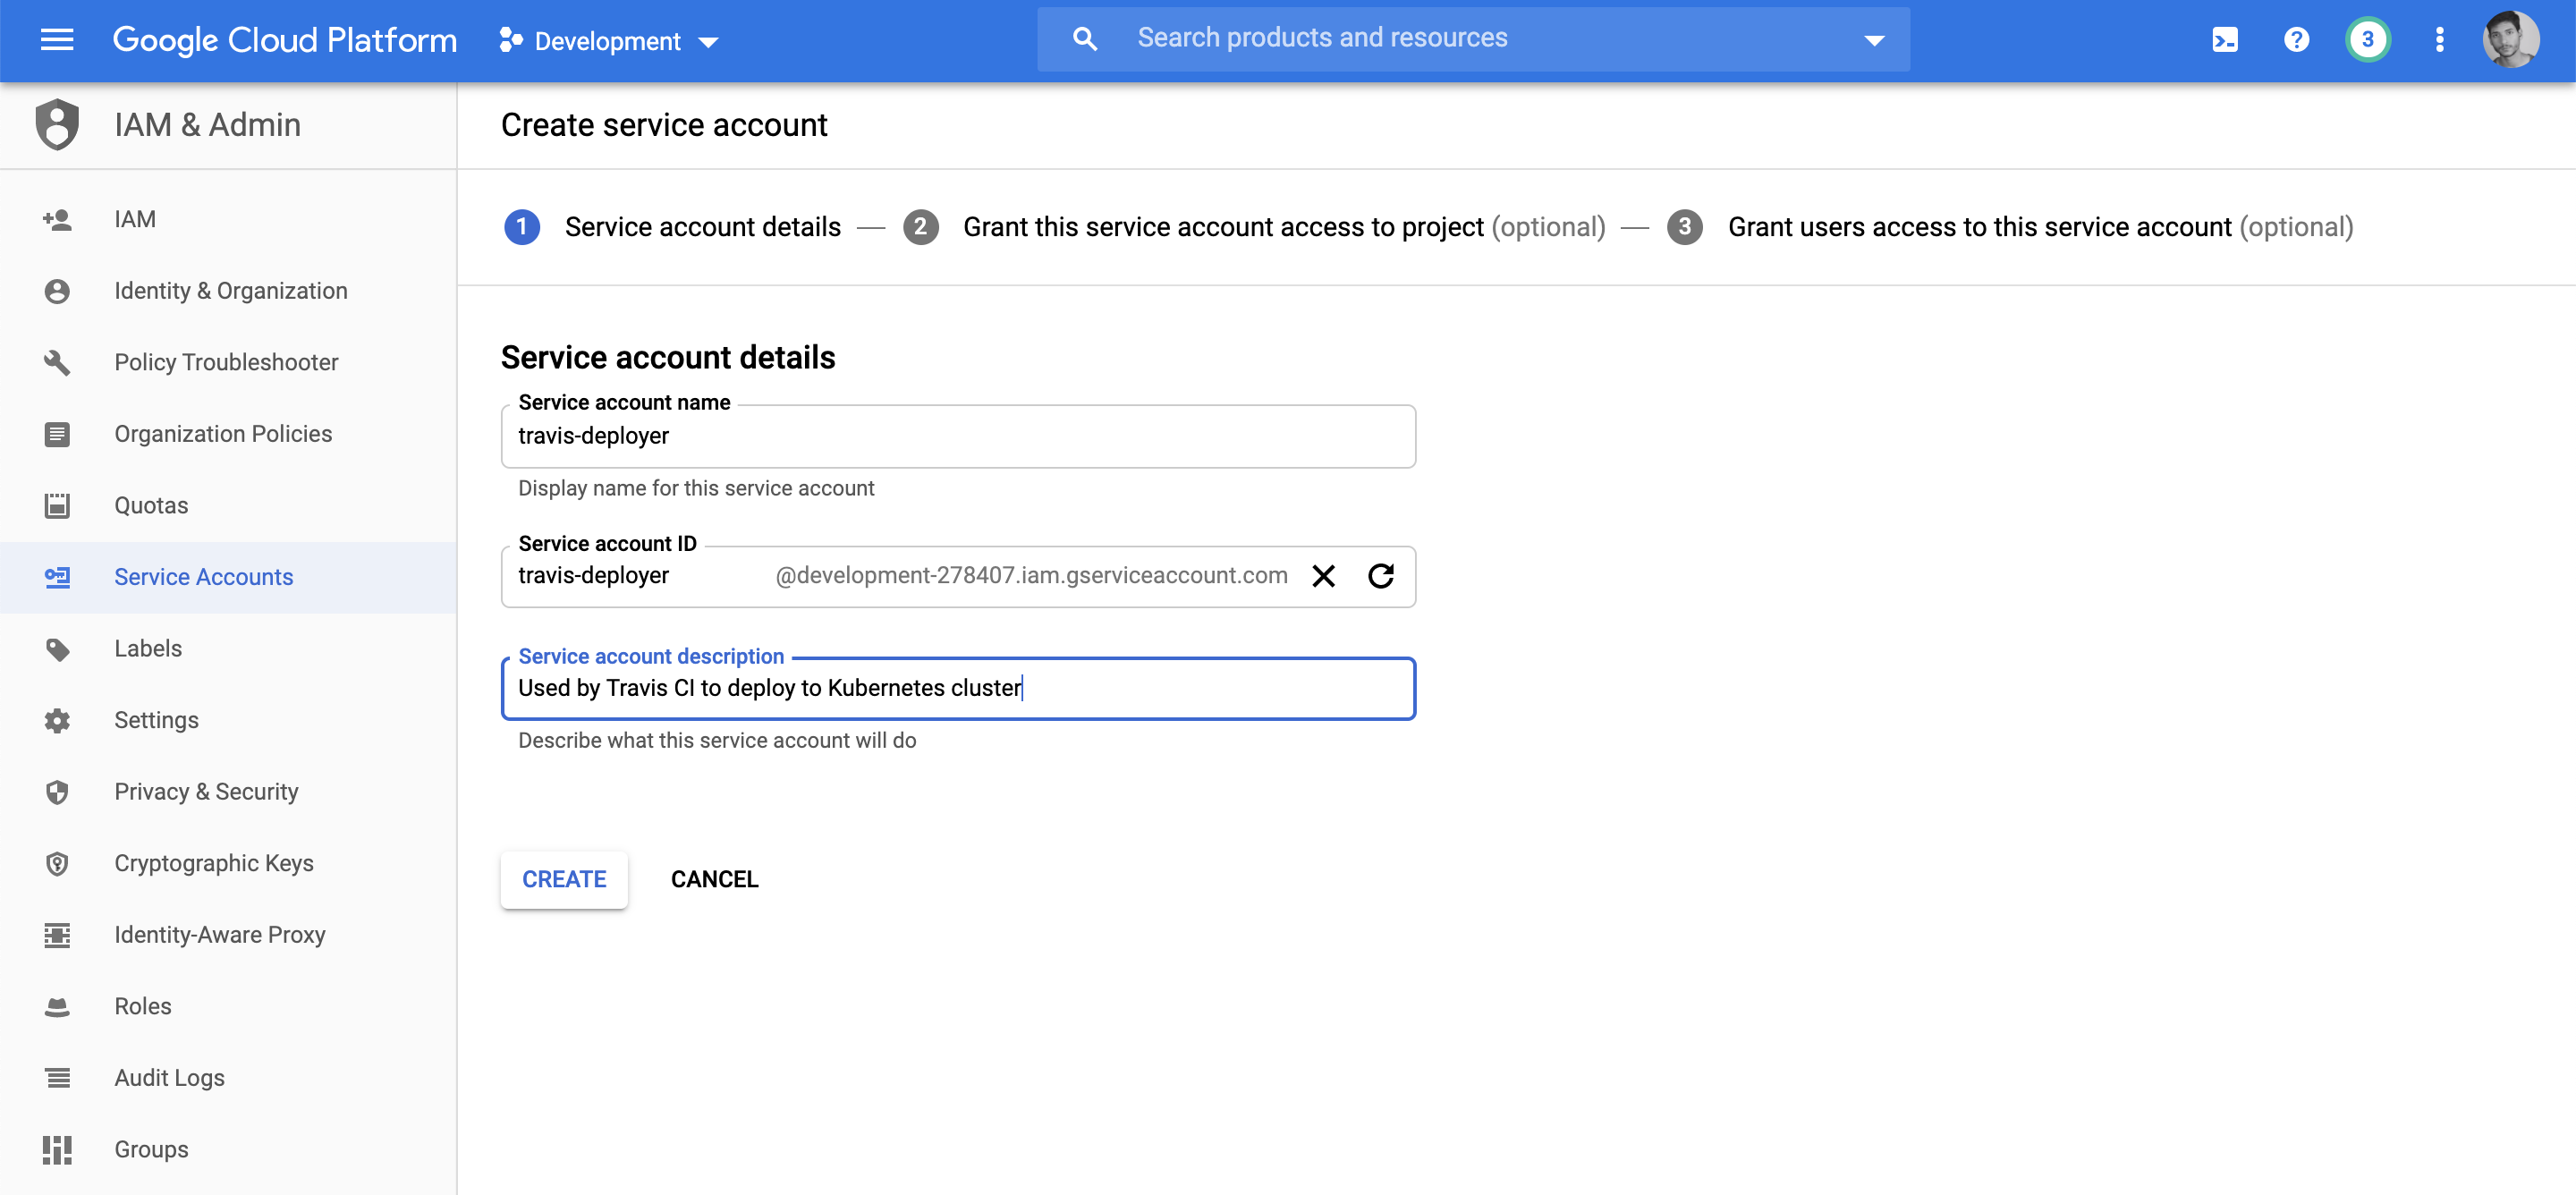 Google Cloud Platform
Development
Search products and resources
3
IAM & Admin
IAM
Identity & Organization
Policy Troubleshooter
Organization Policies
Quotas
Service Accounts
Labels
Settings
Privacy & Security
Cryptographic Keys
Identity-Aware Proxy
Roles
Audit Logs
Groups
Create service account
1 Service account details — 2 Grant this service account access to project (optional) — 3 Grant users access to this service account (optional)
Service account details
Service account name
travis-deployer
Display name for this service account
Service account ID
travis-deployer @development-278407.iam.gserviceaccount.com
Service account description
Used by Travis CI to deploy to Kubernetes cluster
Describe what this service account will do
CREATE CANCEL